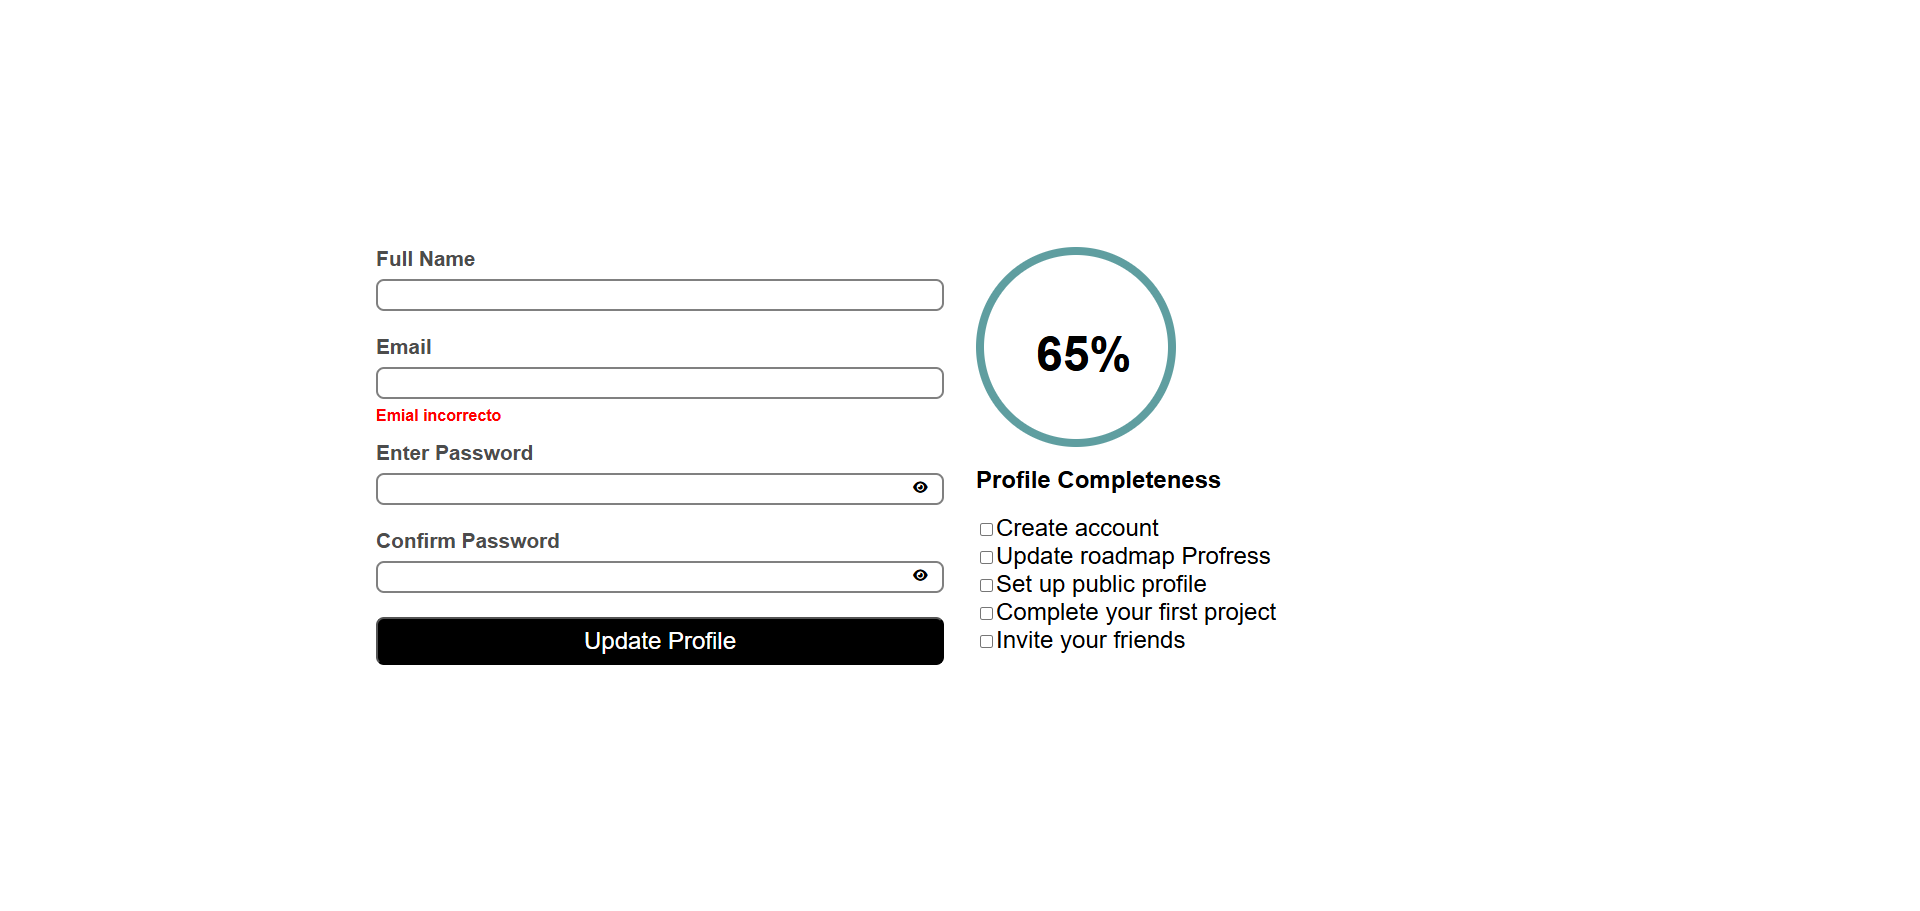 Full Name
Email
Emial incorrecto
Enter Password
Confirm Password
Update Profile
65%
Profile Completeness
Create account
Update roadmap Profress
Set up public profile
Complete your first project
Invite your friends